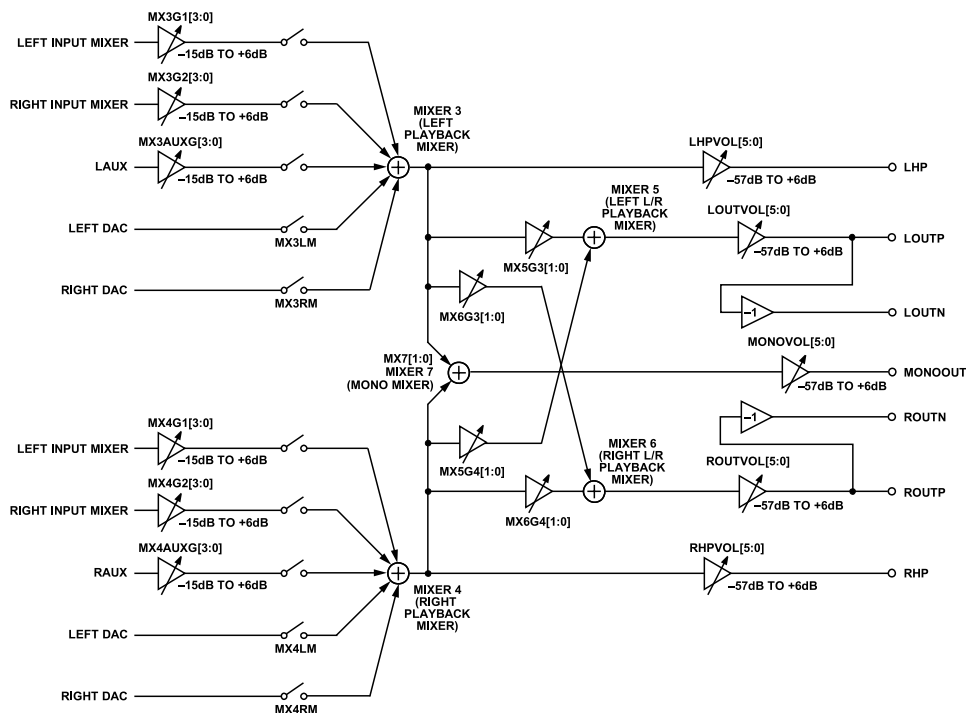 MX3G1[3:0]
LEFT INPUT MIXER
–15dB TO +6dB
MX3G2[3:0]
RIGHT INPUT MIXER
–15dB TO +6dB
MX3AUXG[3:0]
LAUX
–15dB TO +6dB
LEFT DAC
MX3LM
RIGHT DAC
MX3RM
MIXER 3
(LEFT
PLAYBACK
MIXER)
LHPVOL[5:0]
–57dB TO +6dB
LHP
MIXER 5
(LEFT L/R
PLAYBACK
MIXER)
LOUTVOL[5:0]
–57dB TO +6dB
LOUTP
MX5G3[1:0]
MX6G3[1:0]
–1
LOUTN
MX7[1:0]
MIXER 7
(MONO MIXER)
MONOVOL[5:0]
–57dB TO +6dB
MONOOUT
–1
ROUTN
MX5G4[1:0]
MIXER 6
(RIGHT L/R
PLAYBACK
MIXER)
ROUTVOL[5:0]
–57dB TO +6dB
ROUTP
MX6G4[1:0]
MX4G1[3:0]
LEFT INPUT MIXER
–15dB TO +6dB
MX4G2[3:0]
RIGHT INPUT MIXER
–15dB TO +6dB
MX4AUXG[3:0]
RAUX
–15dB TO +6dB
LEFT DAC
MX4LM
RIGHT DAC
MX4RM
MIXER 4
(RIGHT
PLAYBACK
MIXER)
RHPVOL[5:0]
–57dB TO +6dB
RHP